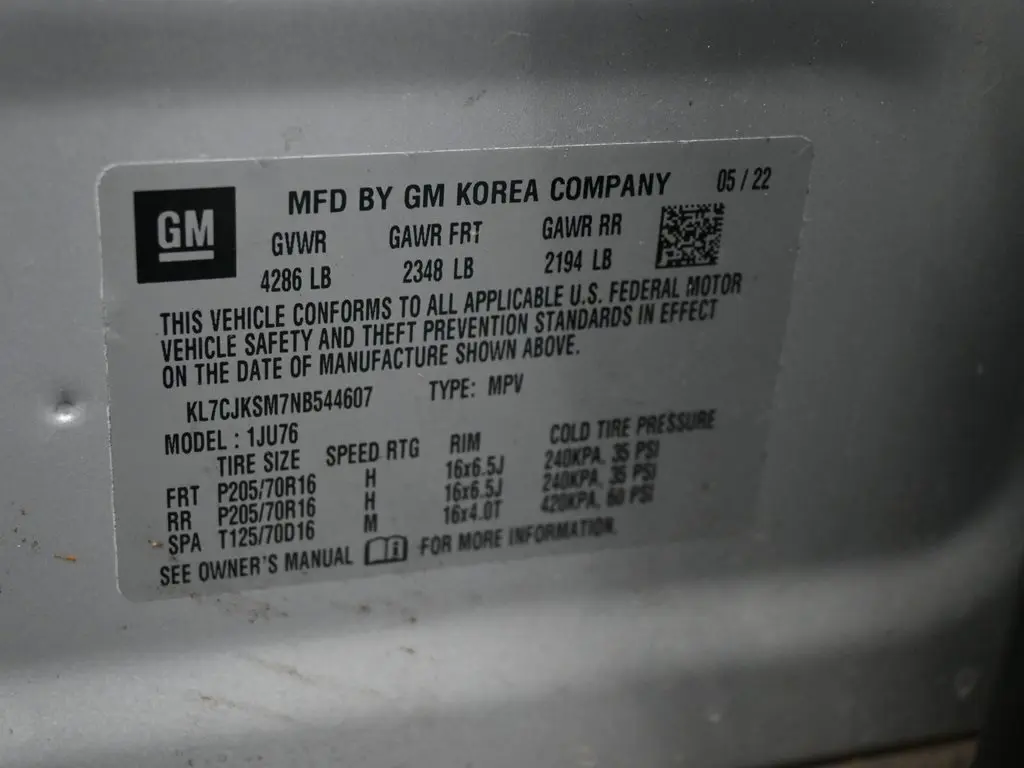 GM MFD BY GM KOREA COMPANY 05 / 22
GVWR GAWR FRT GAWR RR
4286 LB 2348 LB 2194 LB
THIS VEHICLE CONFORMS TO ALL APPLICABLE U.S. FEDERAL MOTOR
VEHICLE SAFETY AND THEFT PREVENTION STANDARDS IN EFFECT
ON THE DATE OF MANUFACTURE SHOWN ABOVE.
KL7CJKSM7NB544607 TYPE: MPV
MODEL : 1JU76
TIRE SIZE SPEED RTG RIM COLD TIRE PRESSURE
FRT P205/70R16 H 16x6.5J 240KPA, 35 PSI
RR P205/70R16 H 16x6.5J 240KPA, 35 PSI
SPA T125/70D16 M 16x4.0T 420KPA, 60 PSI
SEE OWNER'S MANUAL FOR MORE INFORMATION.